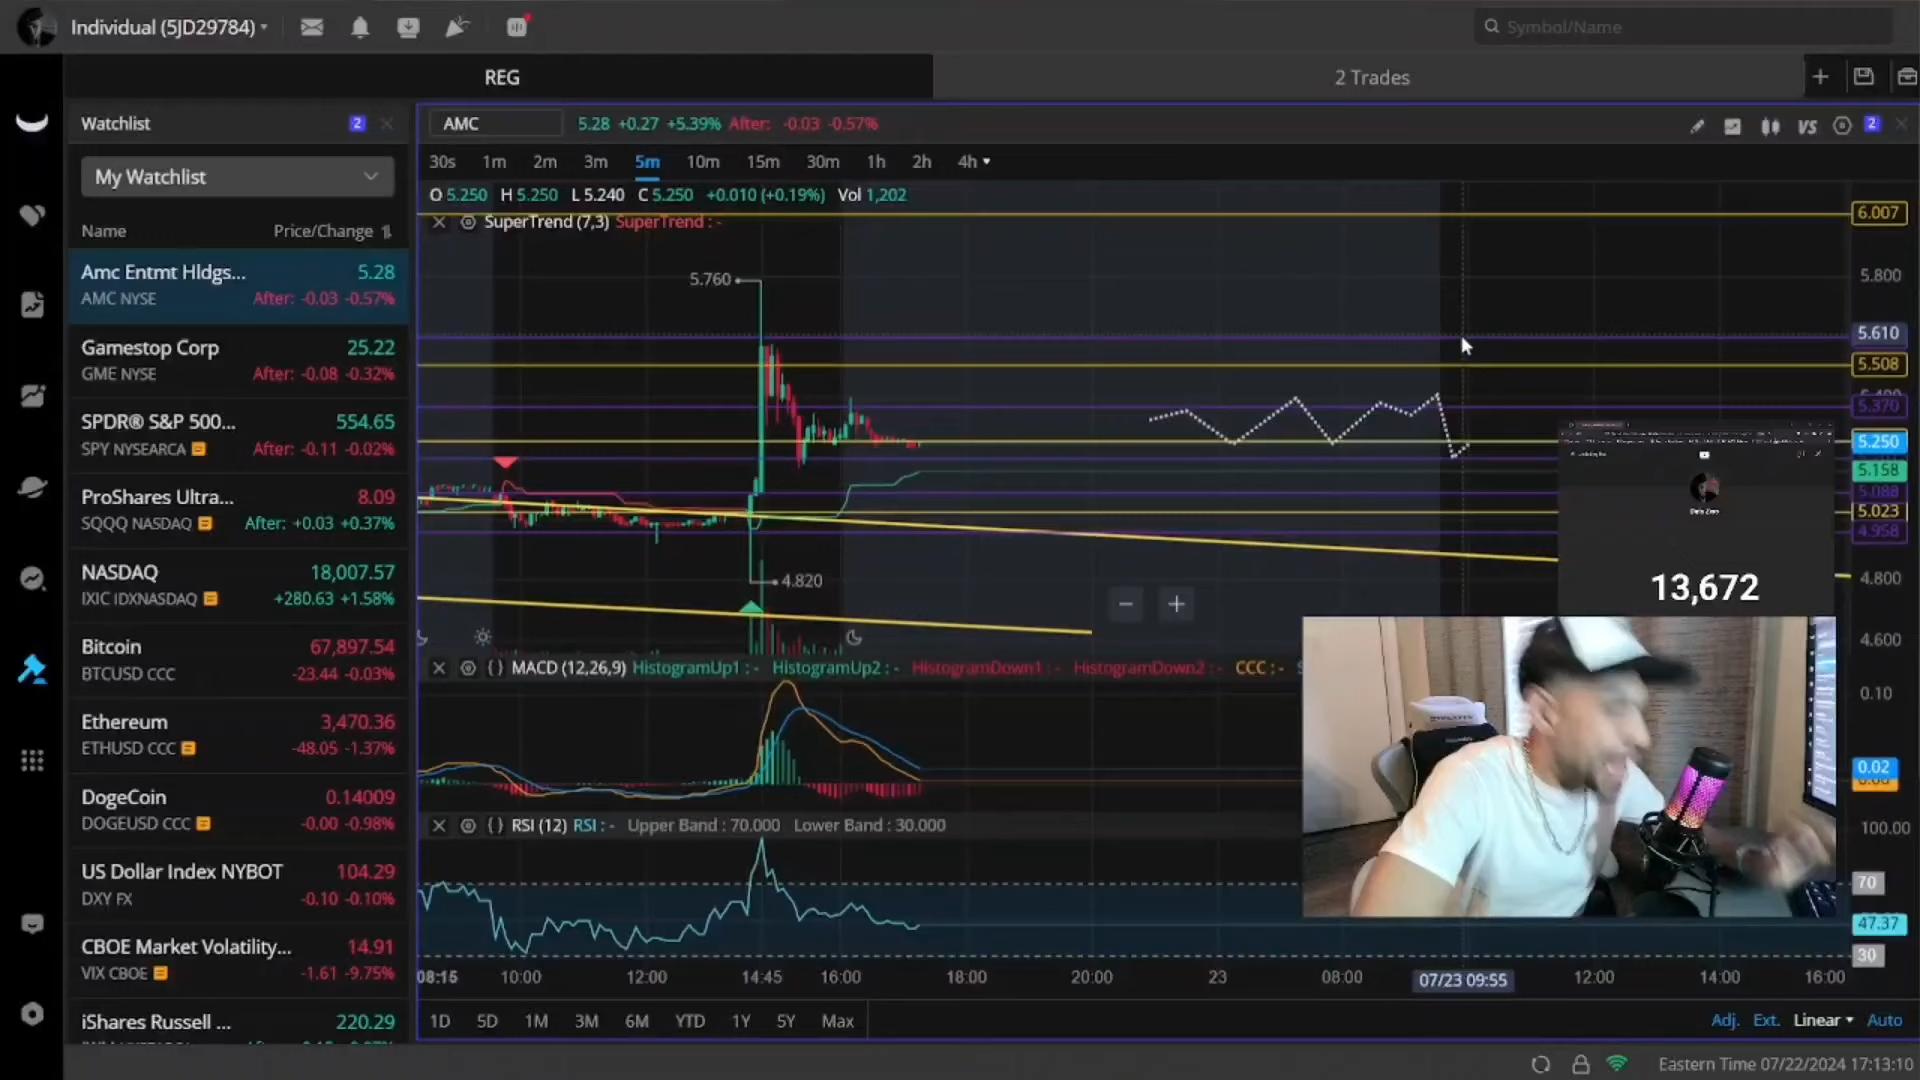 Individual (5JD29784)
Symbol/Name
REG
2 Trades
Watchlist
2
AMC
5.28 +0.27 +5.39% After: -0.03 -0.57%
VS
2
My Watchlist
30s 1m 2m 3m 5m 10m 15m 30m 1h 2h 4h
O 5.250 H 5.250 L 5.240 C 5.250 +0.010 (+0.19%) Vol 1,202
SuperTrend (7,3) SuperTrend : -
Name Price/Change
Amc Entmt Hldgs... 5.28
AMC NYSE After: -0.03 -0.57%
Gamestop Corp 25.22
GME NYSE After: -0.08 -0.32%
SPDR® S&P 500... 554.65
SPY NYSEARCA After: -0.11 -0.02%
ProShares Ultra... 8.09
SQQQ NASDAQ After: +0.03 +0.37%
NASDAQ 18,007.57
IXIC IDXNASDAQ +280.63 +1.58%
Bitcoin 67,897.54
BTCUSD CCC -23.44 -0.03%
Ethereum 3,470.36
ETHUSD CCC -48.05 -1.37%
DogeCoin 0.14009
DOGEUSD CCC -0.00 -0.98%
US Dollar Index NYBOT 104.29
DXY FX -0.10 -0.10%
CBOE Market Volatility... 14.91
VIX CBOE -1.61 -9.75%
iShares Russell ... 220.29
5.760
4.820
6.007
5.800
5.610
5.508
5.370
5.250
5.158
5.088
5.023
4.958
4.800
4.600
13,672
MACD (12,26,9) HistogramUp1 : - HistogramUp2 : - HistogramDown1 : - HistogramDown2 : - CCC : -
0.10
0.02
RSI (12) RSI : - Upper Band : 70.000 Lower Band : 30.000
100.00
70
47.37
30
08:15 10:00 12:00 14:45 16:00 18:00 20:00 23 08:00 07/23 09:55 12:00 14:00 16:00
1D 5D 1M 3M 6M YTD 1Y 5Y Max
Adj. Ext. Linear Auto
Eastern Time 07/22/2024 17:13:10